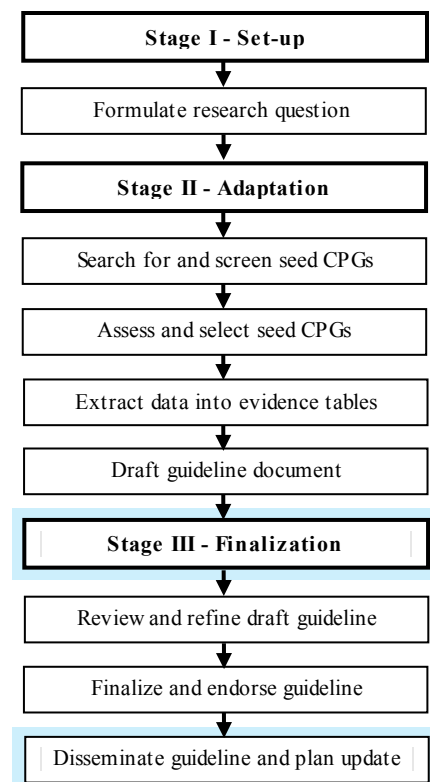 Stage I - Set-up
Formulate research question
Stage II - Adaptation
Search for and screen seed CPGs
Assess and select seed CPGs
Extract data into evidence tables
Draft guideline document
Stage III - Finalization
Review and refine draft guideline
Finalize and endorse guideline
Disseminate guideline and plan update